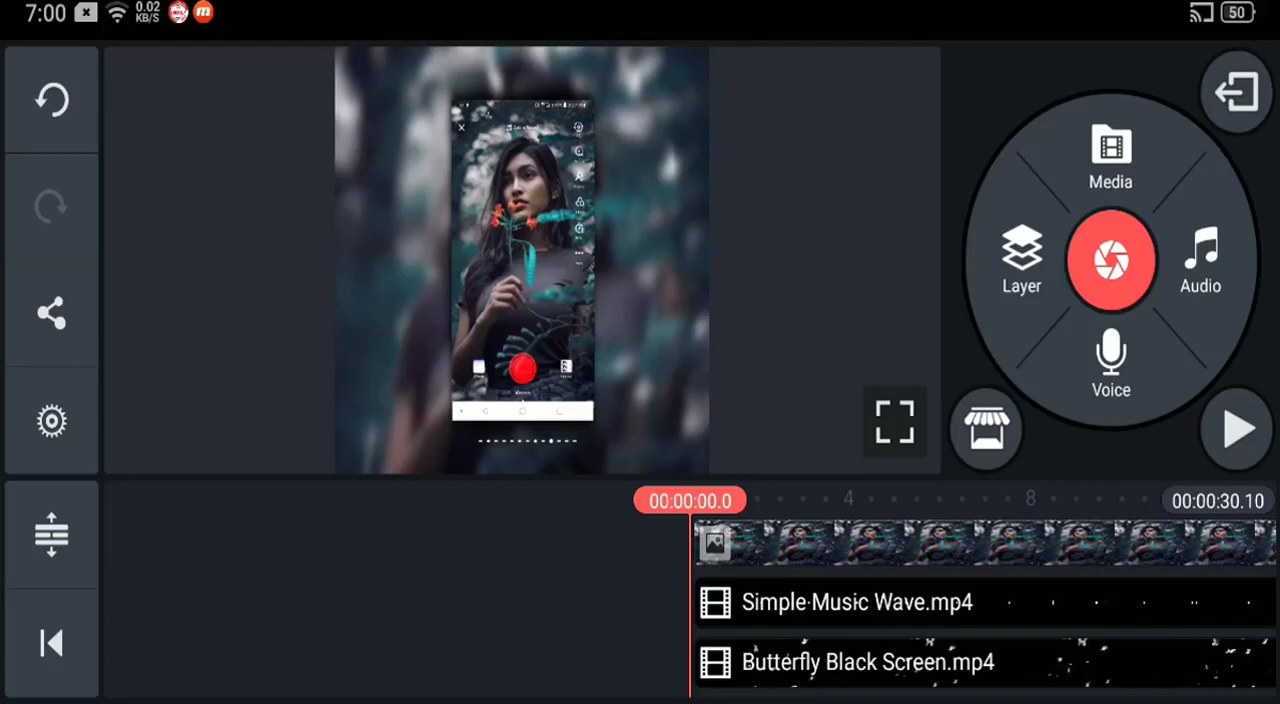 7:00 0.02 50
KB/S
Media
Layer
Audio
Voice
00:00:00.0 4 8 00:00:30.10
Simple Music Wave.mp4
Butterfly Black Screen.mp4